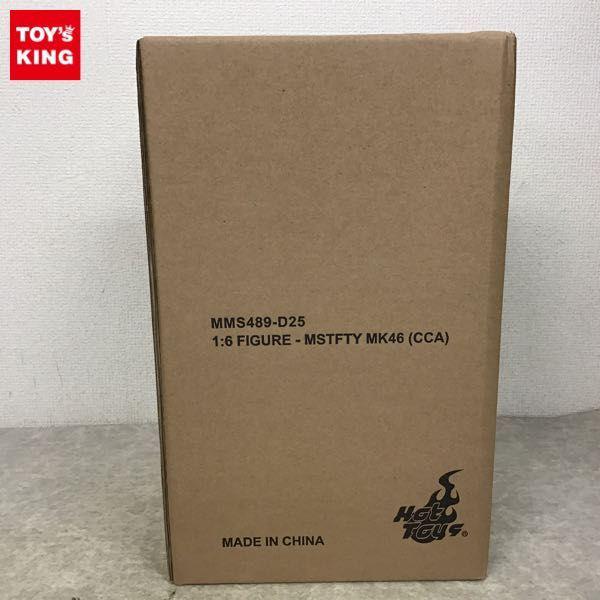 TOY's
KING
MMS489-D25
1:6 FIGURE - MSTFTY MK46 (CCA)
Hot
Toys®
MADE IN CHINA